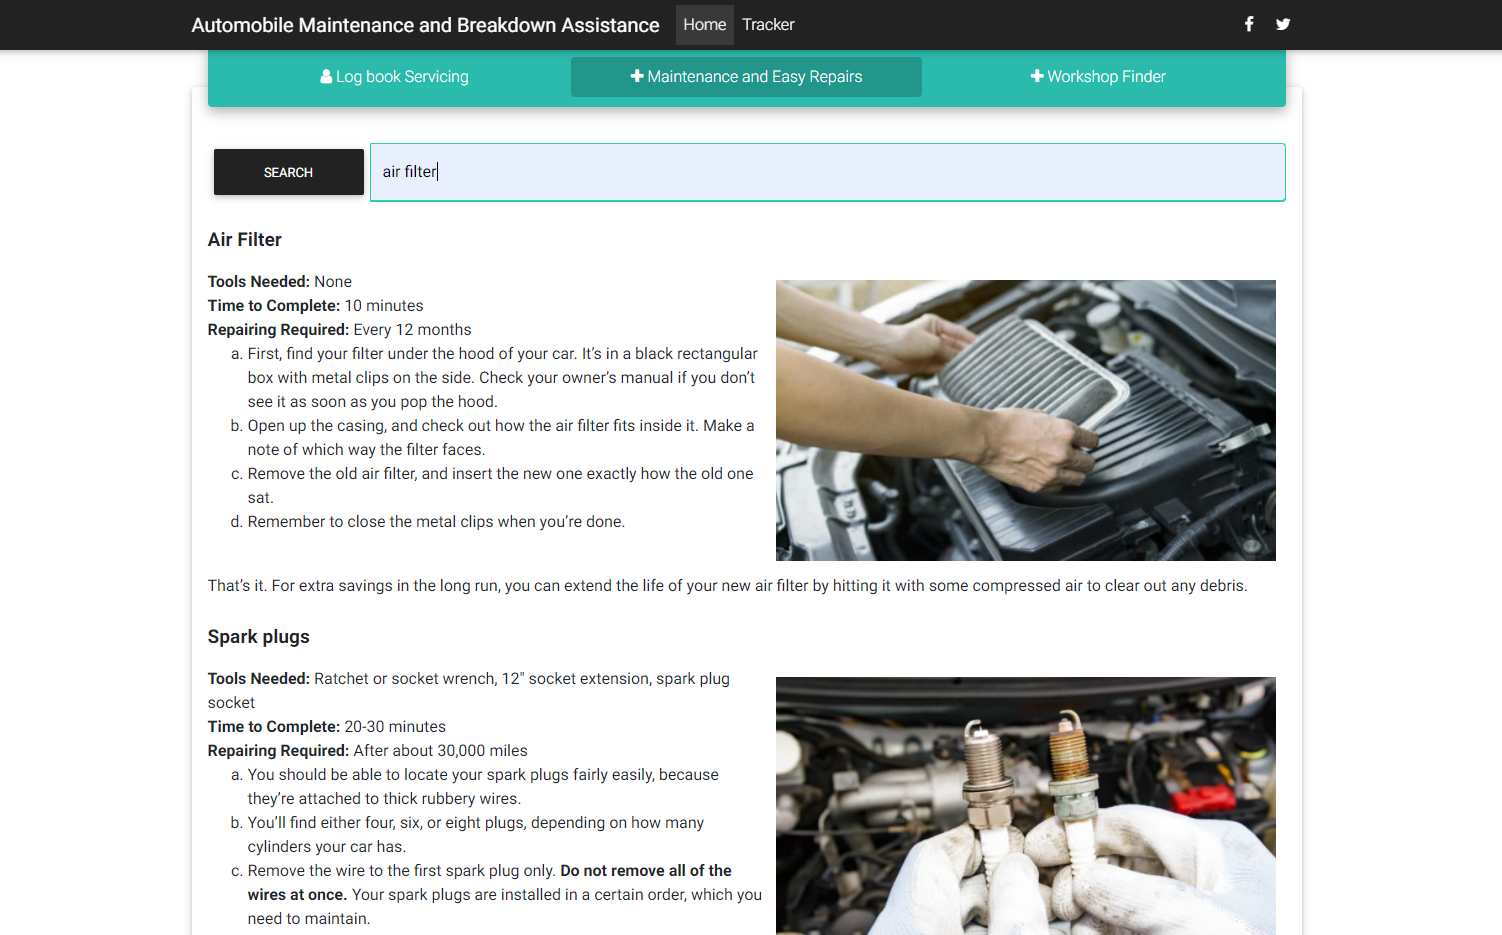 Automobile Maintenance and Breakdown Assistance Home Tracker
Log book Servicing Maintenance and Easy Repairs Workshop Finder
SEARCH air filter
Air Filter
Tools Needed: None
Time to Complete: 10 minutes
Repairing Required: Every 12 months
a. First, find your filter under the hood of your car. It’s in a black rectangular
box with metal clips on the side. Check your owner’s manual if you don’t
see it as soon as you pop the hood.
b. Open up the casing, and check out how the air filter fits inside it. Make a
note of which way the filter faces.
c. Remove the old air filter, and insert the new one exactly how the old one
sat.
d. Remember to close the metal clips when you’re done.
That’s it. For extra savings in the long run, you can extend the life of your new air filter by hitting it with some compressed air to clear out any debris.
Spark plugs
Tools Needed: Ratchet or socket wrench, 12" socket extension, spark plug
socket
Time to Complete: 20-30 minutes
Repairing Required: After about 30,000 miles
a. You should be able to locate your spark plugs fairly easily, because
they’re attached to thick rubbery wires.
b. You’ll find either four, six, or eight plugs, depending on how many
cylinders your car has.
c. Remove the wire to the first spark plug only. Do not remove all of the
wires at once. Your spark plugs are installed in a certain order, which you
need to maintain.